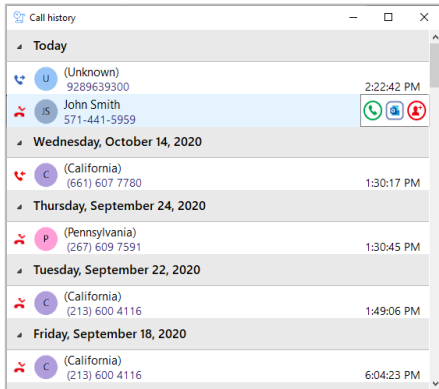 Call history
Today
U (Unknown)
9289639300 2:22:42 PM
JS John Smith
571-441-5959
Wednesday, October 14, 2020
C (California)
(661) 607 7780 1:30:17 PM
Thursday, September 24, 2020
P (Pennsylvania)
(267) 609 7591 1:30:45 PM
Tuesday, September 22, 2020
C (California)
(213) 600 4116 1:49:06 PM
Friday, September 18, 2020
C (California)
(213) 600 4116 6:04:23 PM